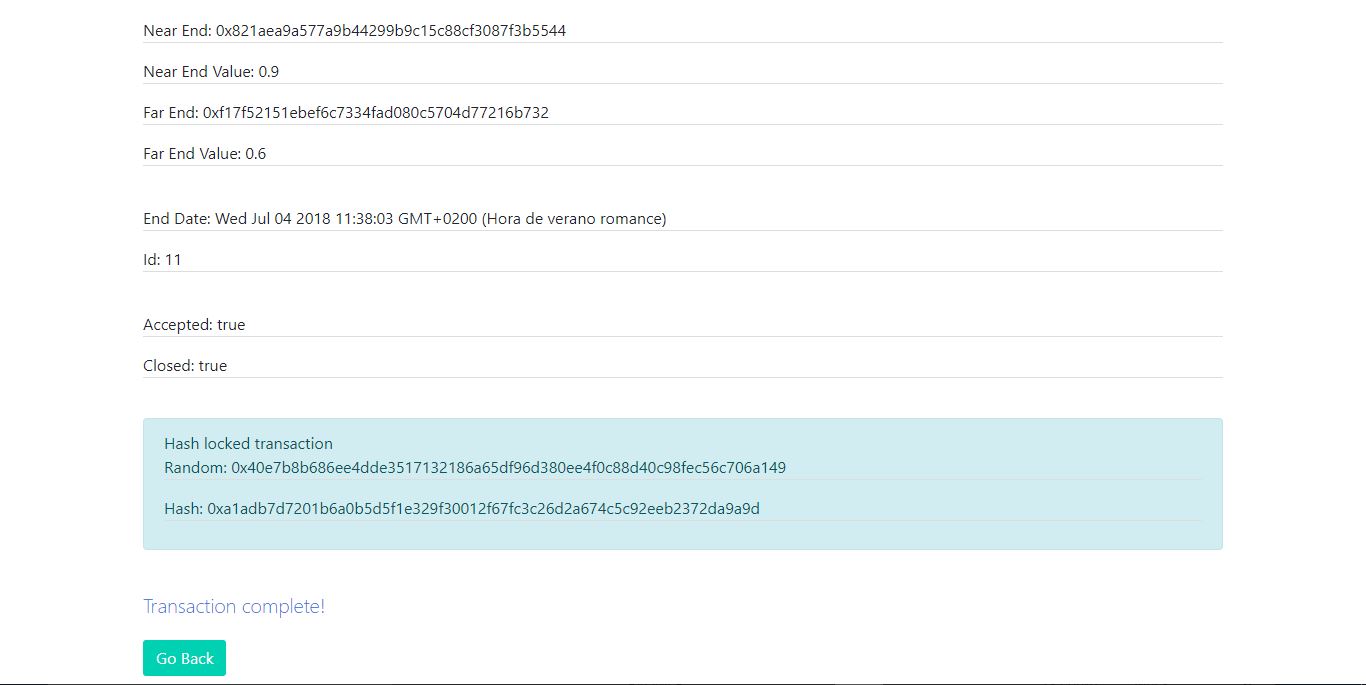 Near End: 0x821aea9a577a9b44299b9c15c88cf3087f3b5544
Near End Value: 0.9
Far End: 0xf17f52151ebef6c7334fad080c5704d77216b732
Far End Value: 0.6
End Date: Wed Jul 04 2018 11:38:03 GMT+0200 (Hora de verano romance)
Id: 11
Accepted: true
Closed: true
Hash locked transaction
Random: 0x40e7b8b686ee4dde3517132186a65df96d380ee4f0c88d40c98fec56c706a149
Hash: 0xa1adb7d7201b6a0b5d5f1e329f30012f67fc3c26d2a674c5c92eeb2372da9a9d
Transaction complete!
Go Back